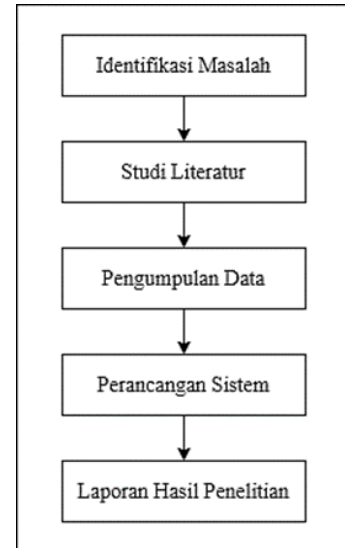 Identifikasi Masalah
Studi Literatur
Pengumpulan Data
Perancangan Sistem
Laporan Hasil Penelitian